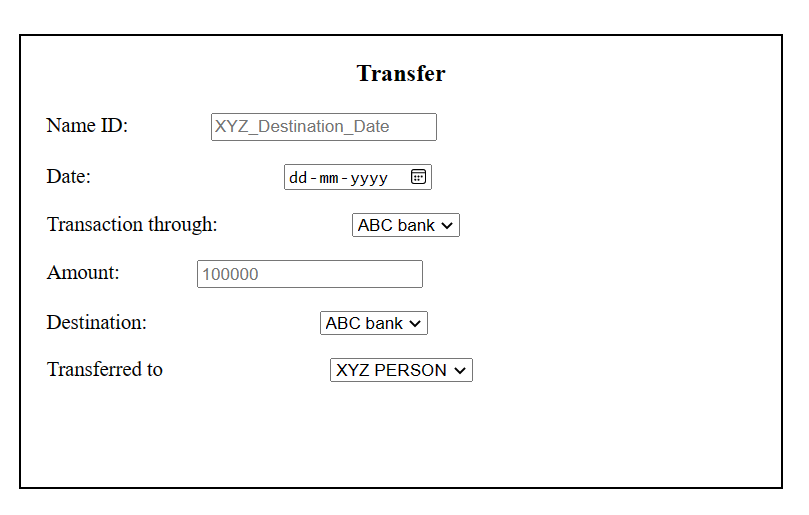 Transfer
Name ID: XYZ_Destination_Date
Date: dd-mm-yyyy
Transaction through: ABC bank
Amount: 100000
Destination: ABC bank
Transferred to XYZ PERSON